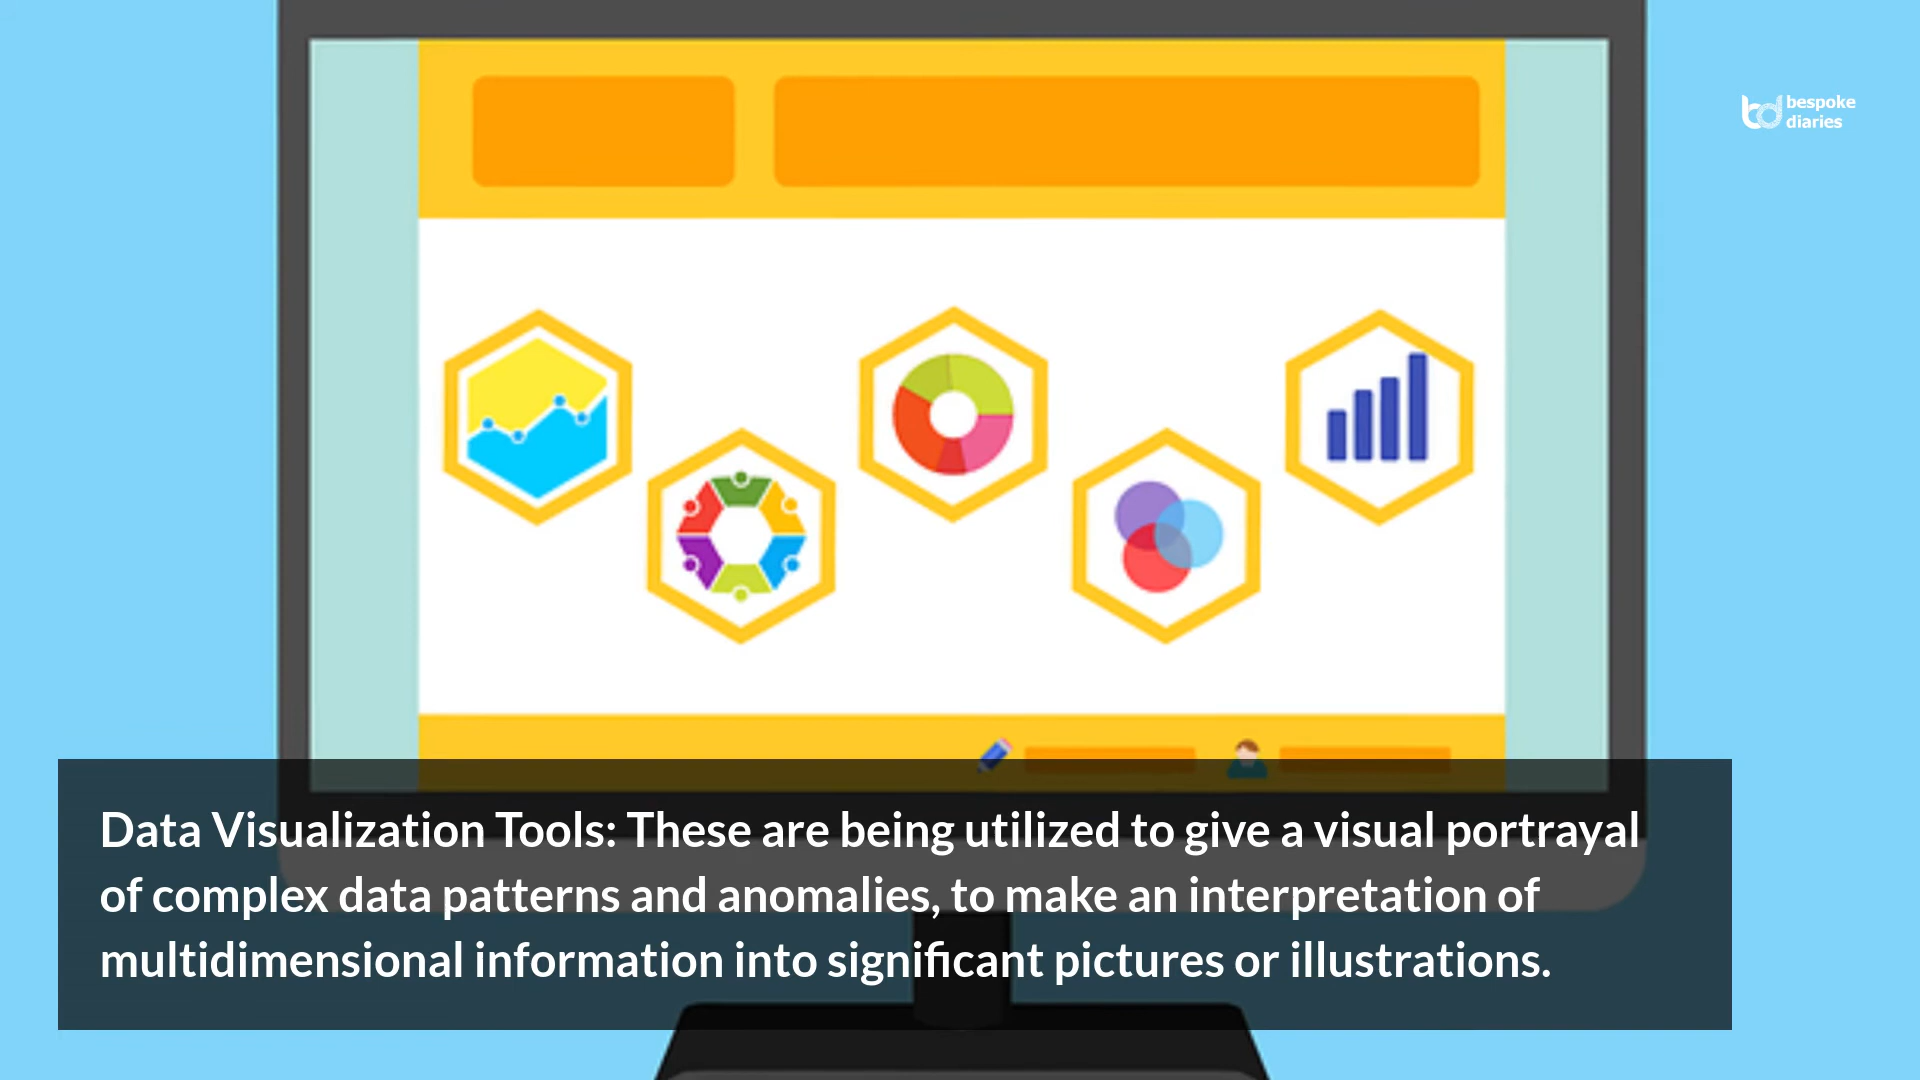 bespoke
diaries
Data Visualization Tools: These are being utilized to give a visual portrayal
of complex data patterns and anomalies, to make an interpretation of
multidimensional information into significant pictures or illustrations.